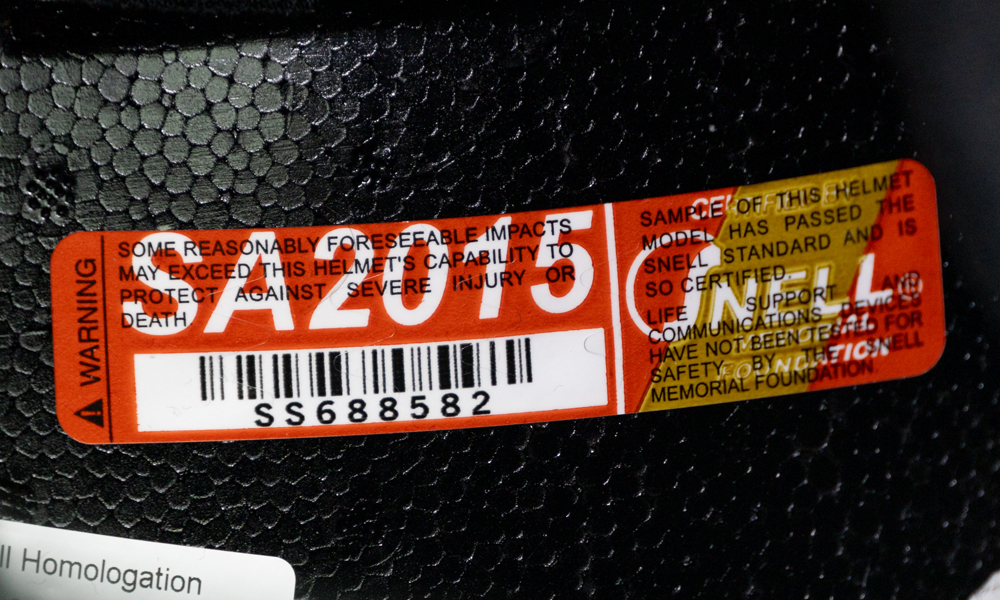 WARNING
SA2015
SOME REASONABLY FORESEEABLE IMPACTS
MAY EXCEED THIS HELMET'S CAPABILITY TO
PROTECT AGAINST SEVERE INJURY OR
DEATH
SS688582
SNELL
SAMPLE OF THIS HELMET
MODEL HAS PASSED THE
SNELL STANDARD AND IS
SO CERTIFIED.
LIFE SUPPORT AND
COMMUNICATIONS DEVICES
HAVE NOT BEEN TESTED FOR
SAFETY BY THE SNELL
MEMORIAL FOUNDATION.
ll Homologation